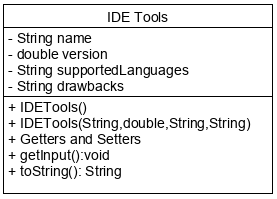 IDE Tools
- String name
- double version
- String supportedLanguages
- String drawbacks
+ IDETools()
+ IDETools(String,double,String,String)
+ Getters and Setters
+ getInput():void
+ toString(): String